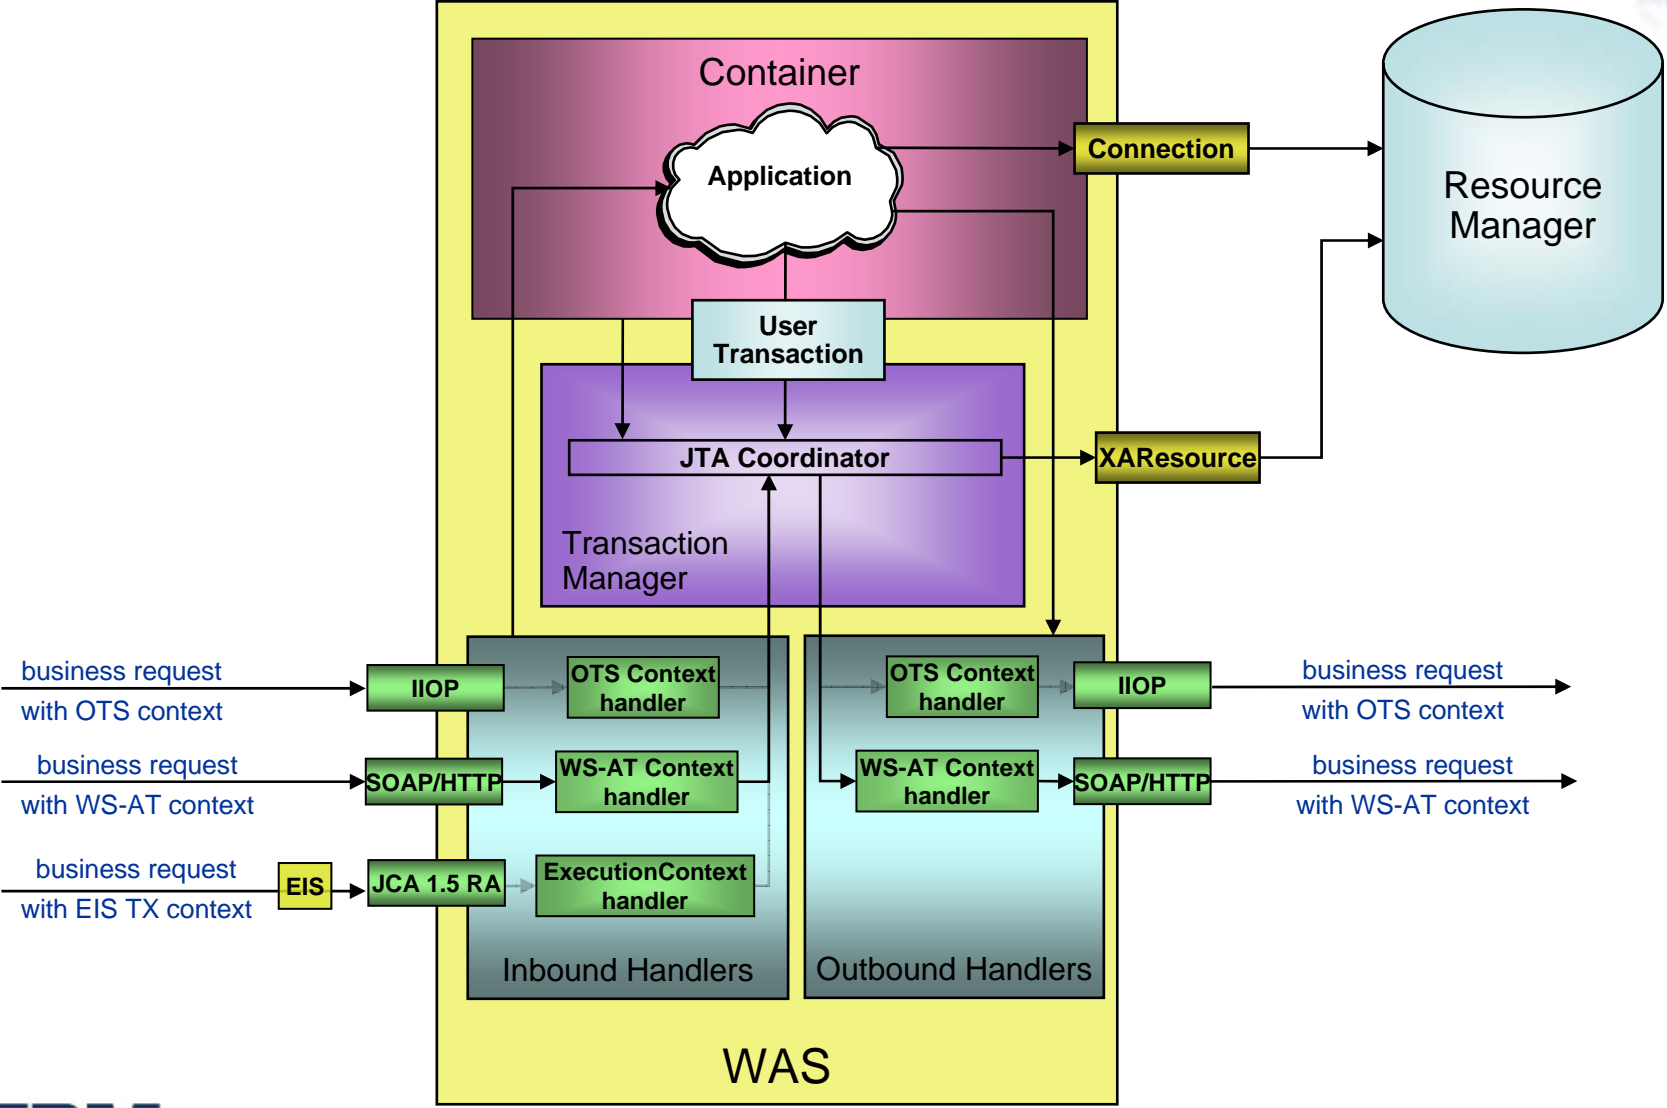 Container
Application
Connection
Resource
Manager
User
Transaction
JTA Coordinator
XAResource
Transaction
Manager
business request
with OTS context
IIOP
OTS Context
handler
OTS Context
handler
IIOP
business request
with OTS context
business request
with WS-AT context
SOAP/HTTP
WS-AT Context
handler
WS-AT Context
handler
SOAP/HTTP
business request
with WS-AT context
business request
with EIS TX context
EIS
JCA 1.5 RA
ExecutionContext
handler
Inbound Handlers
Outbound Handlers
WAS